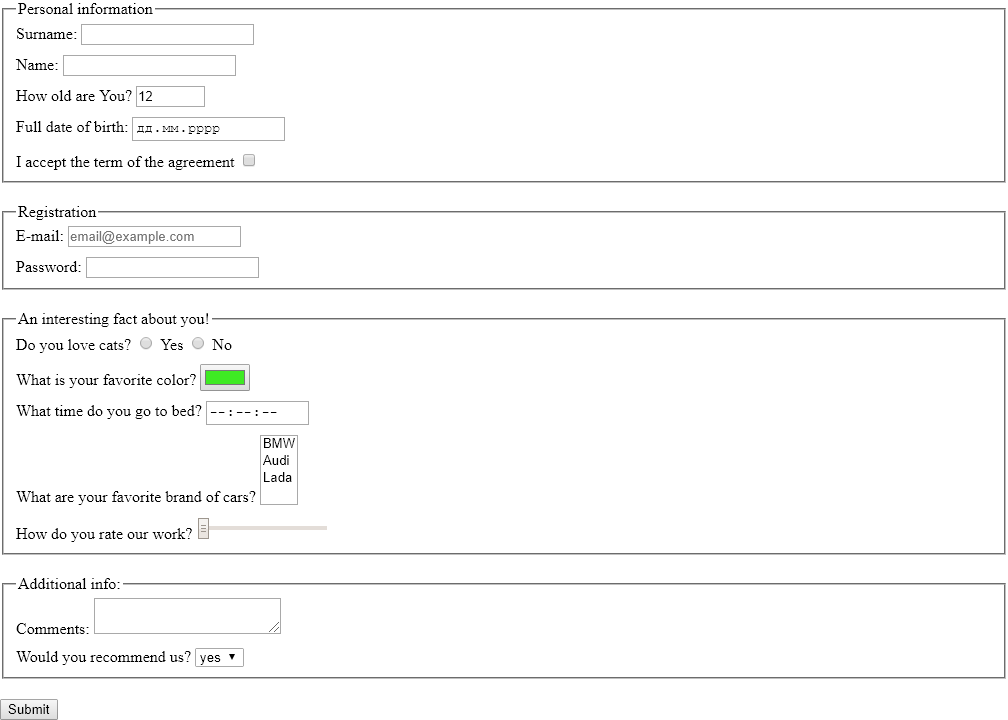 Personal information
Surname:
Name:
How old are You? 12
Full date of birth: дд.мм.рррр
I accept the term of the agreement
Registration
E-mail: email@example.com
Password:
An interesting fact about you!
Do you love cats? Yes No
What is your favorite color?
What time do you go to bed? --:--:--
BMW
Audi
Lada
What are your favorite brand of cars?
How do you rate our work?
Additional info:
Comments:
Would you recommend us? yes
Submit